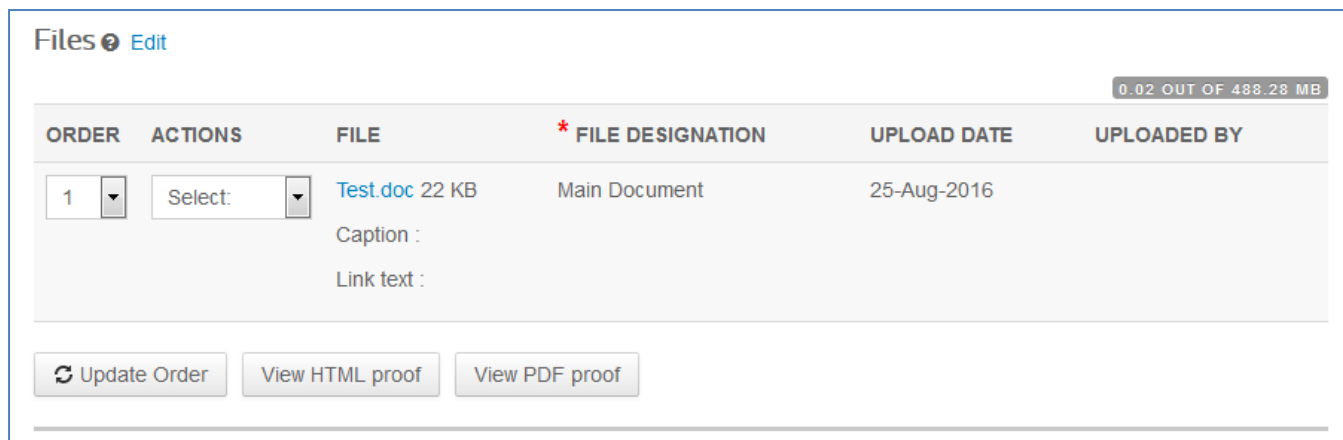 Files ? Edit
0.02 OUT OF 488.28 MB
ORDER ACTIONS FILE * FILE DESIGNATION UPLOAD DATE UPLOADED BY
1 Select: Test.doc 22 KB Main Document 25-Aug-2016
Caption :
Link text :
Update Order View HTML proof View PDF proof